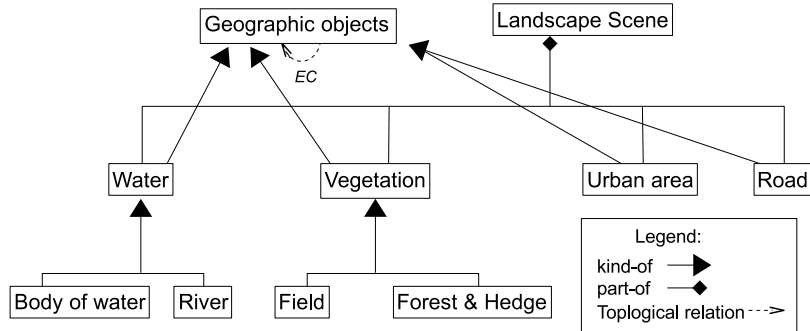 Geographic objects
Landscape Scene
EC
Water
Vegetation
Urban area
Road
Body of water
River
Field
Forest & Hedge
Legend:
kind-of
part-of
Toplogical relation